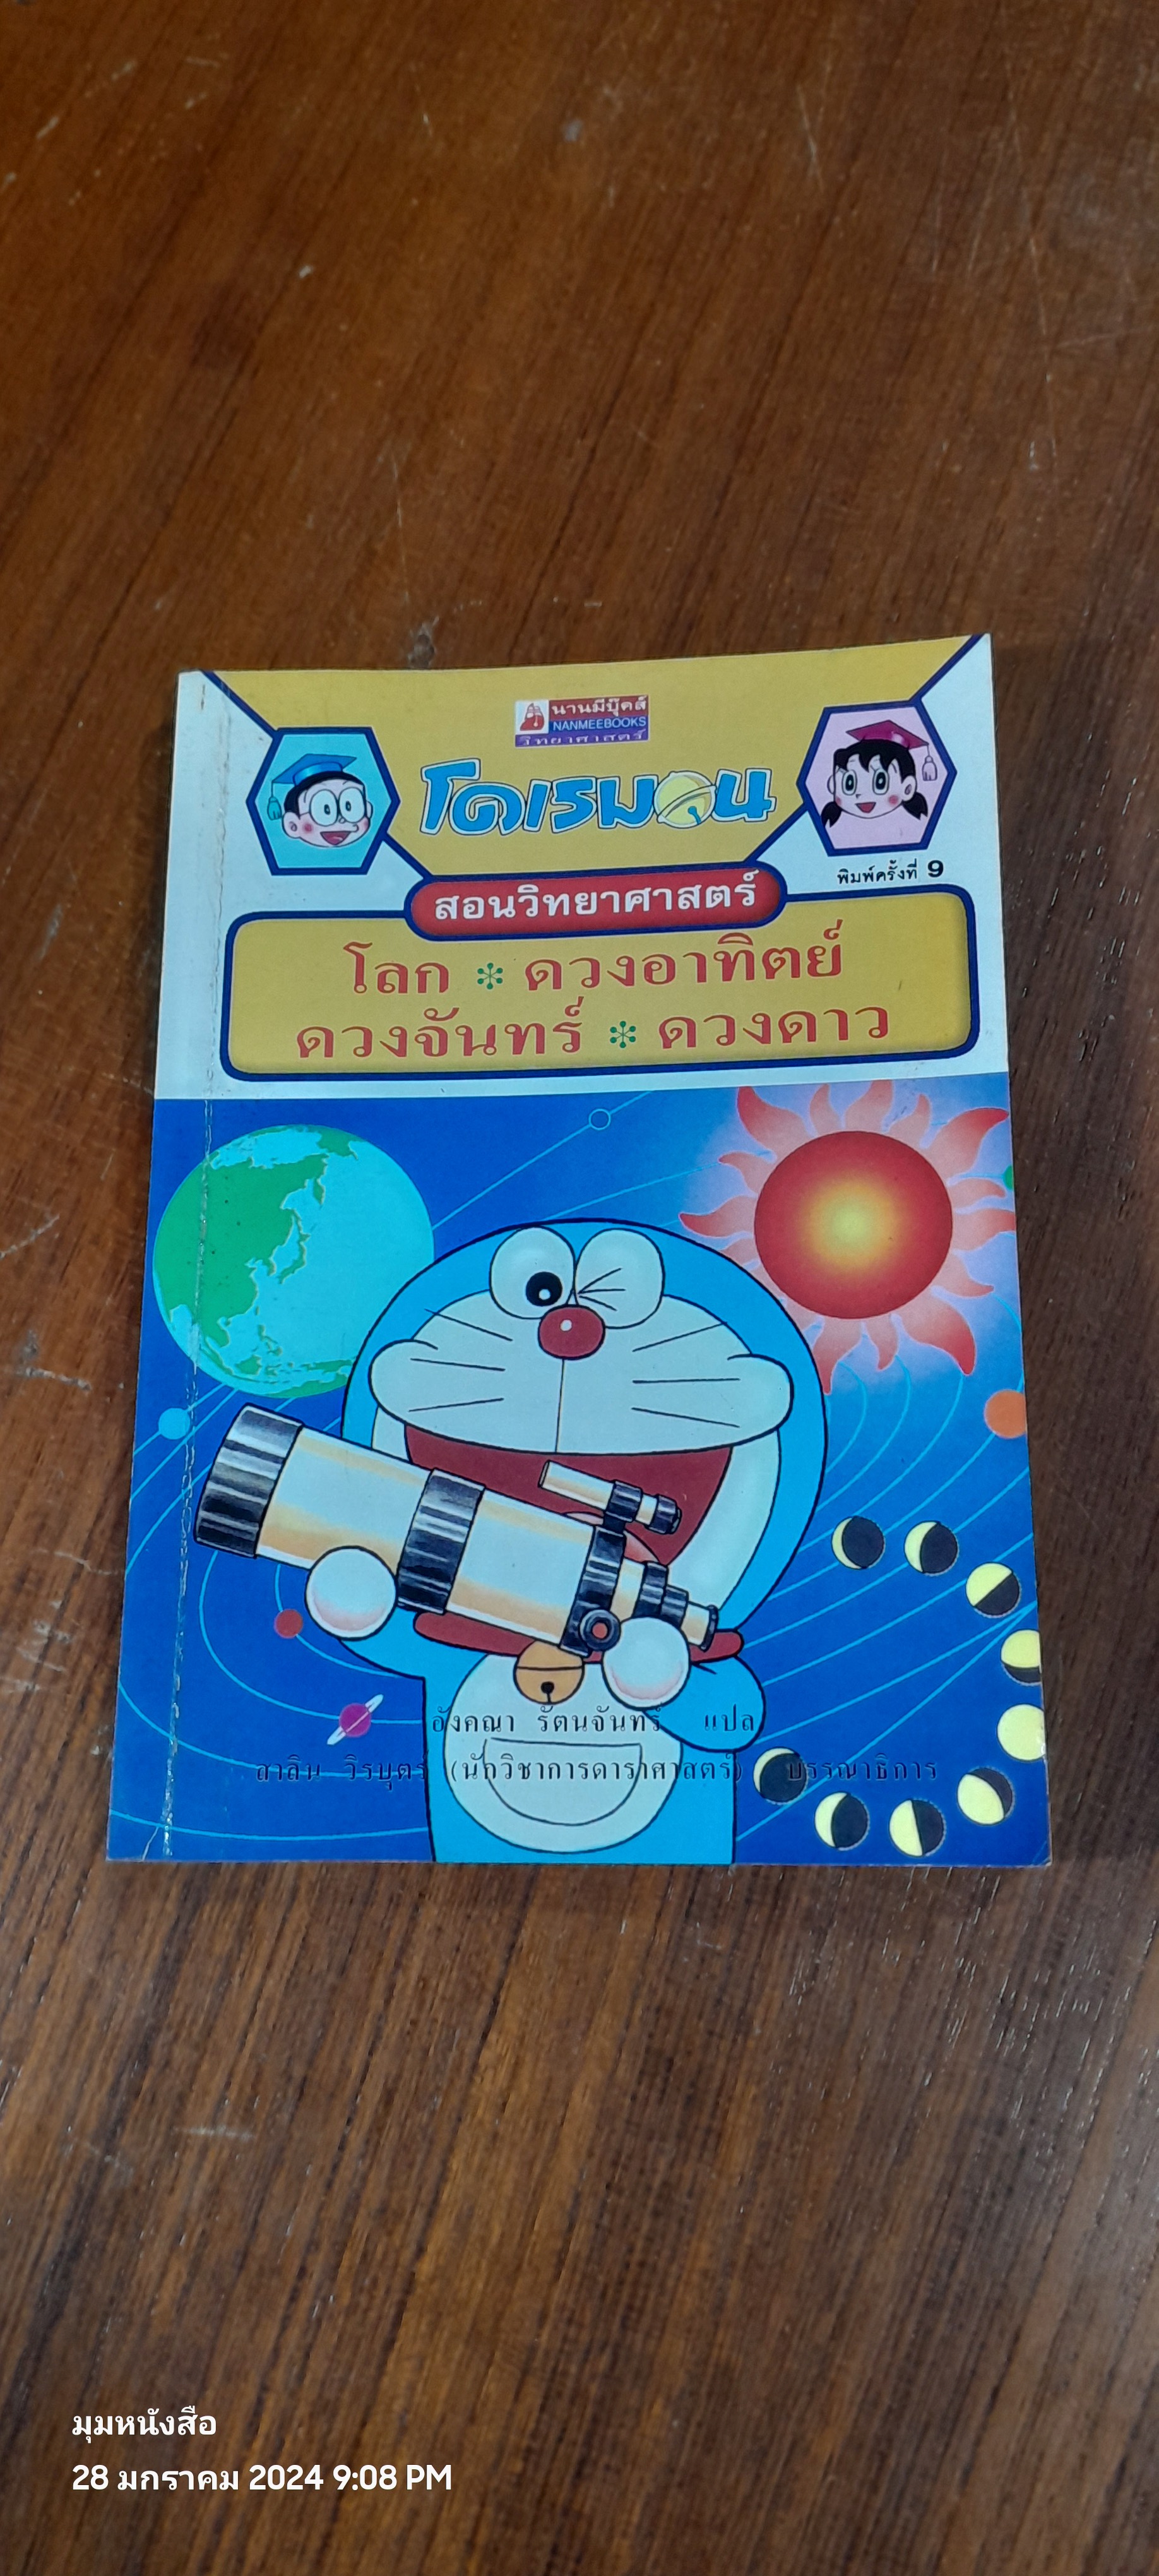 นานมีบุ๊คส์
NANMEEBOOKS
วิทยาศาสตร์
โดเรมอน
พิมพ์ครั้งที่ 9
สอนวิทยาศาสตร์
โลก * ดวงอาทิตย์
ดวงจันทร์ * ดวงดาว
อังคณา รัตนจันทร์ แปล
สาลิน วิรบุตร์ (นักวิชาการดาราศาสตร์) บรรณาธิการ
มุมหนังสือ
28 มกราคม 2024 9:08 PM